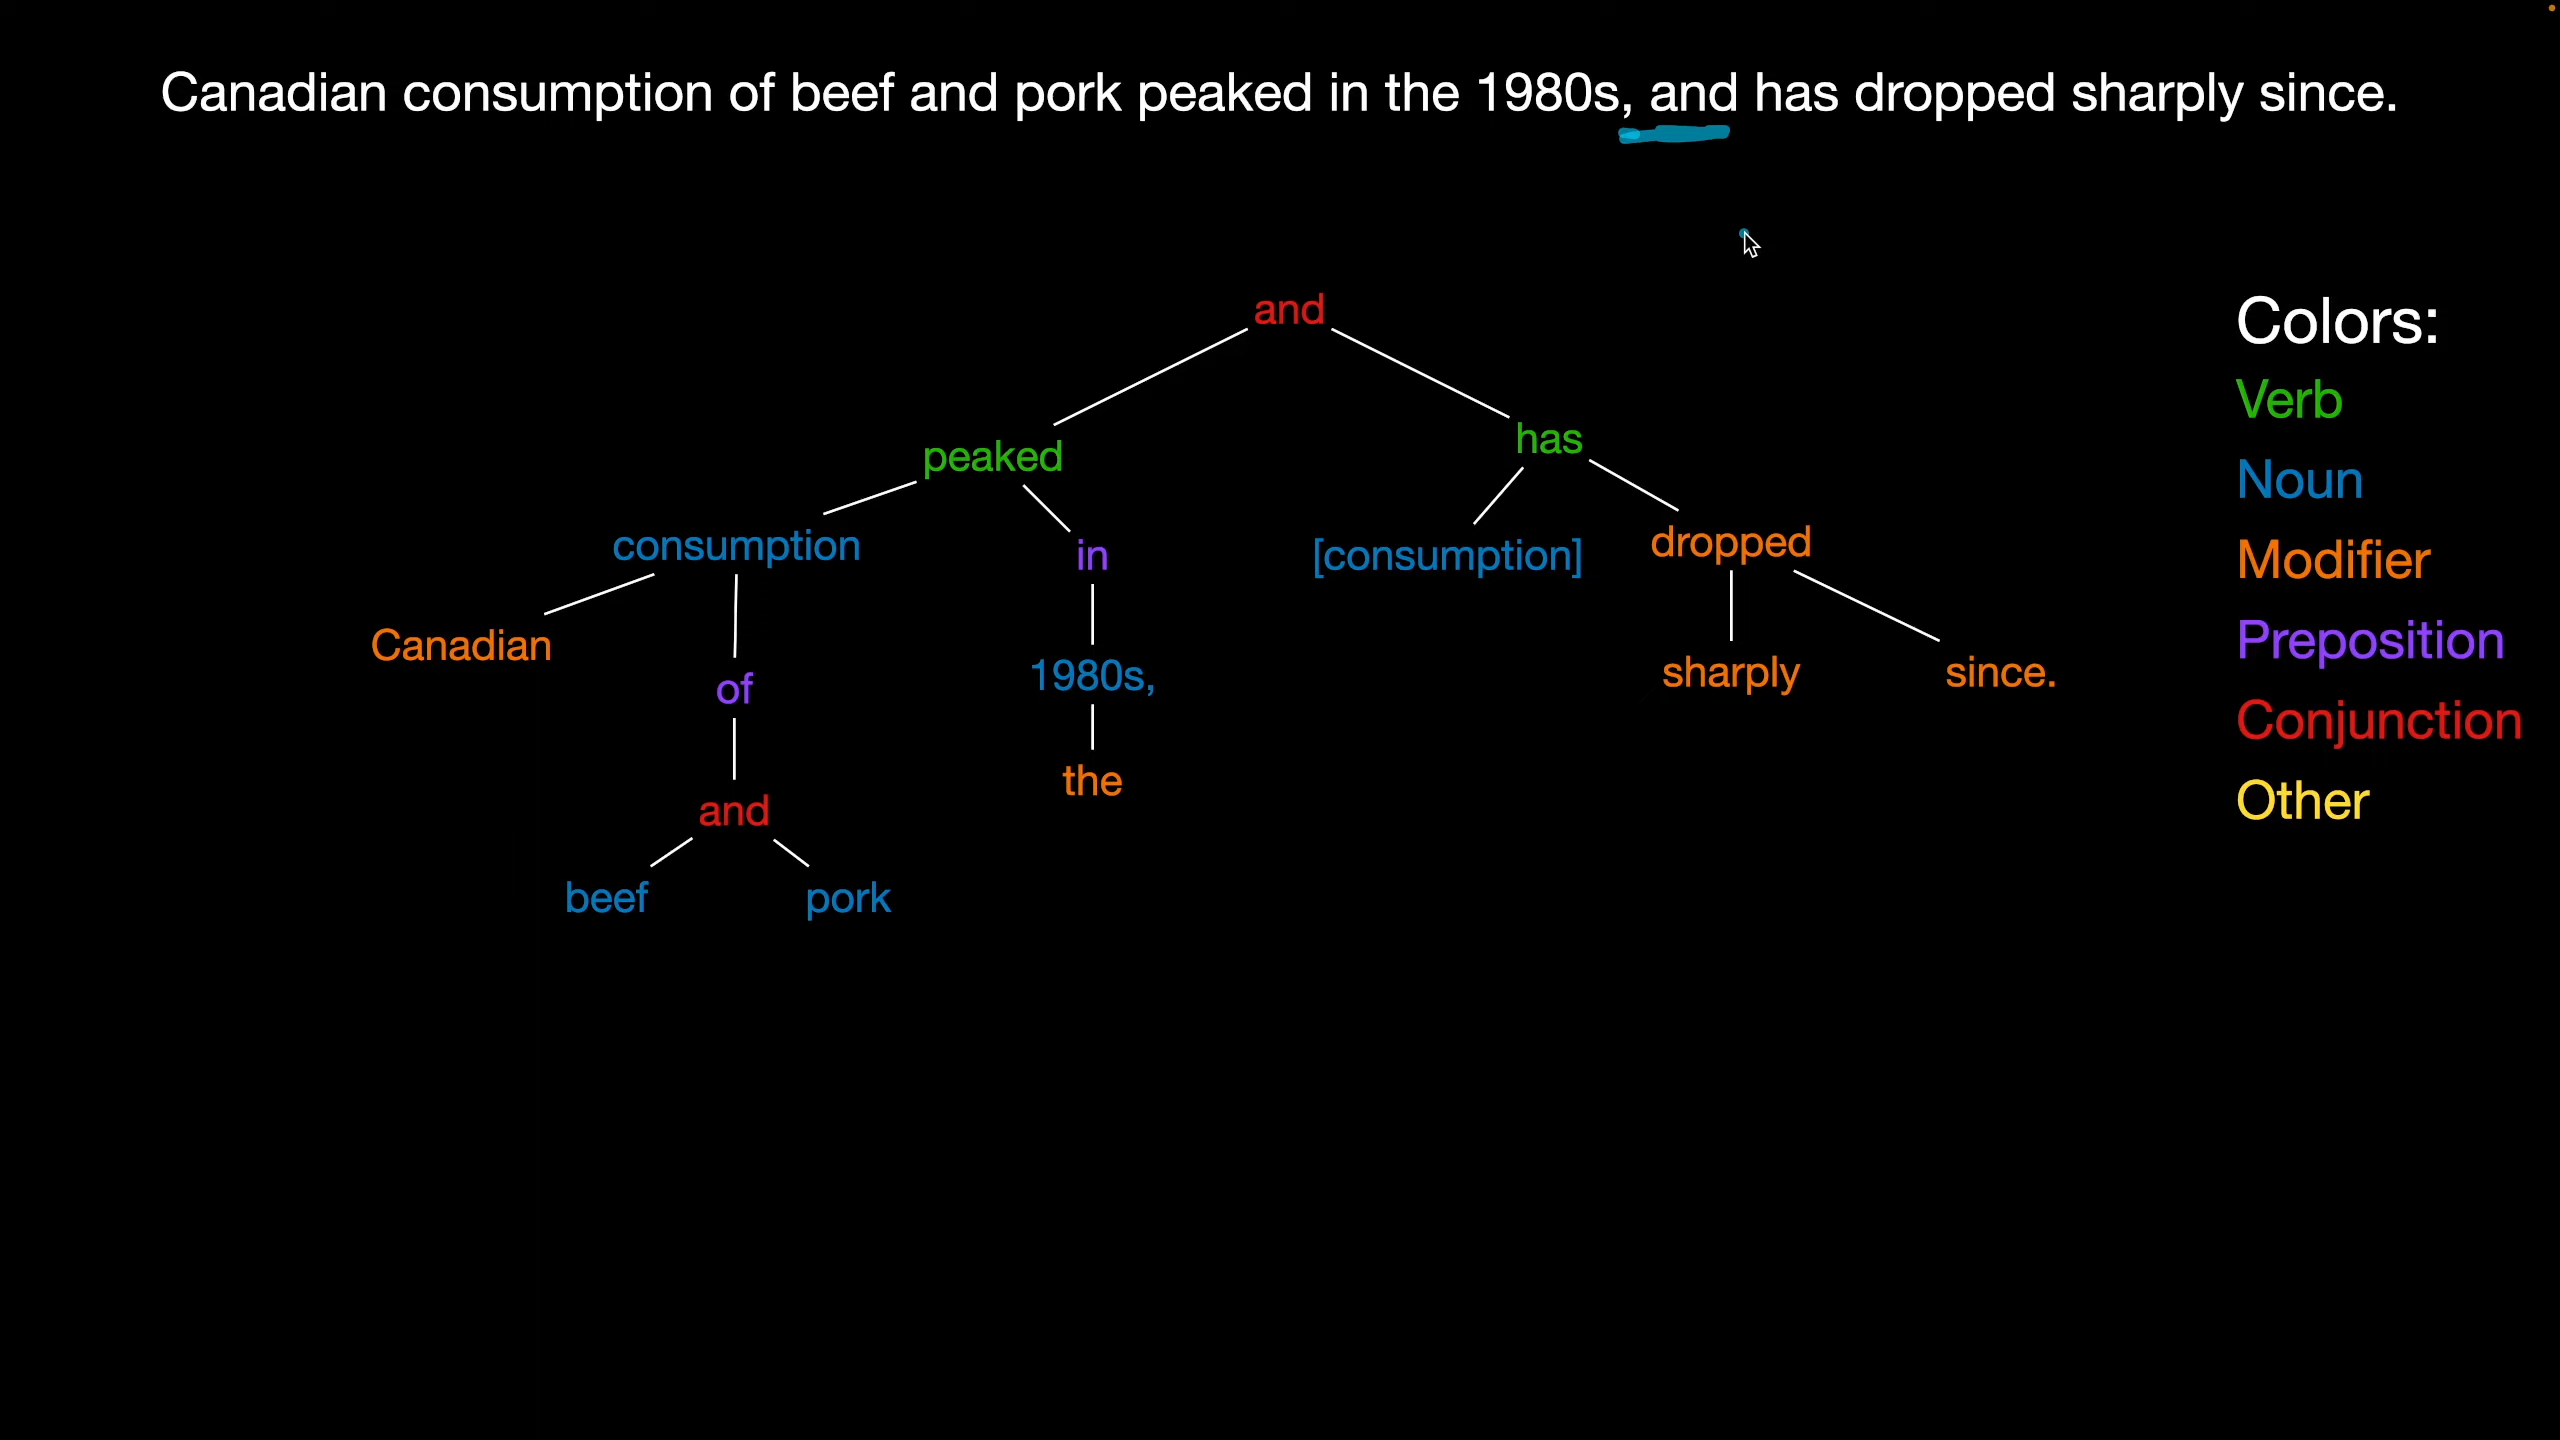 Canadian consumption of beef and pork peaked in the 1980s, and has dropped sharply since.
and
peaked
has
consumption
in
[consumption]
dropped
Canadian
of
1980s,
sharply
since.
and
the
beef
pork
Colors:
Verb
Noun
Modifier
Preposition
Conjunction
Other